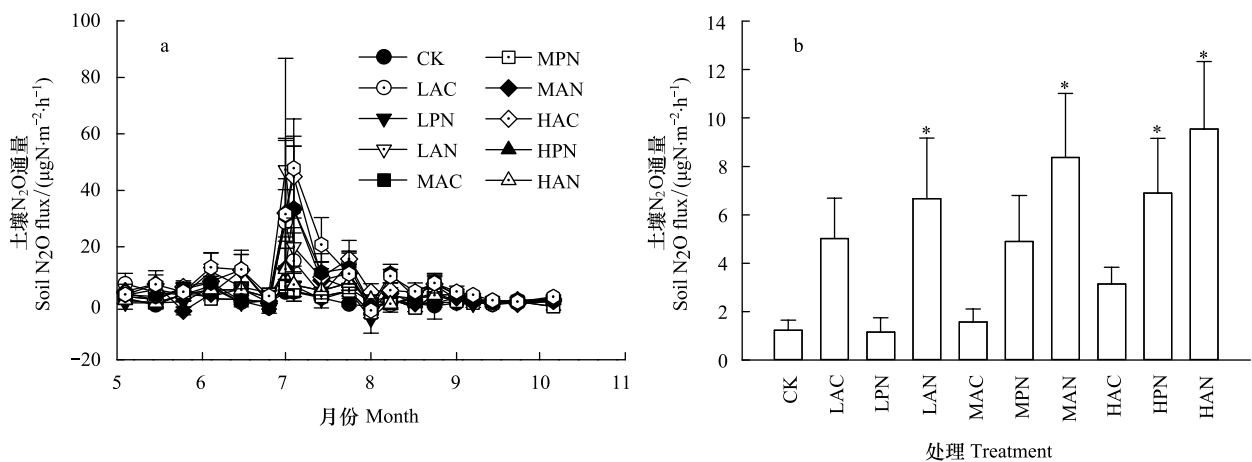 a
100
80
60
40
20
0
−20
土壤N₂O通量
Soil N₂O flux/(μgN·m⁻²·h⁻¹)
CK
LAC
LPN
LAN
MAC
MPN
MAN
HAC
HPN
HAN
5 6 7 8 9 10 11
月份 Month
b
14
12
10
8
6
4
2
0
土壤N₂O通量
Soil N₂O flux/(μgN·m⁻²·h⁻¹)
* * * *
CK LAC LPN LAN MAC MPN MAN HAC HPN HAN
处理 Treatment